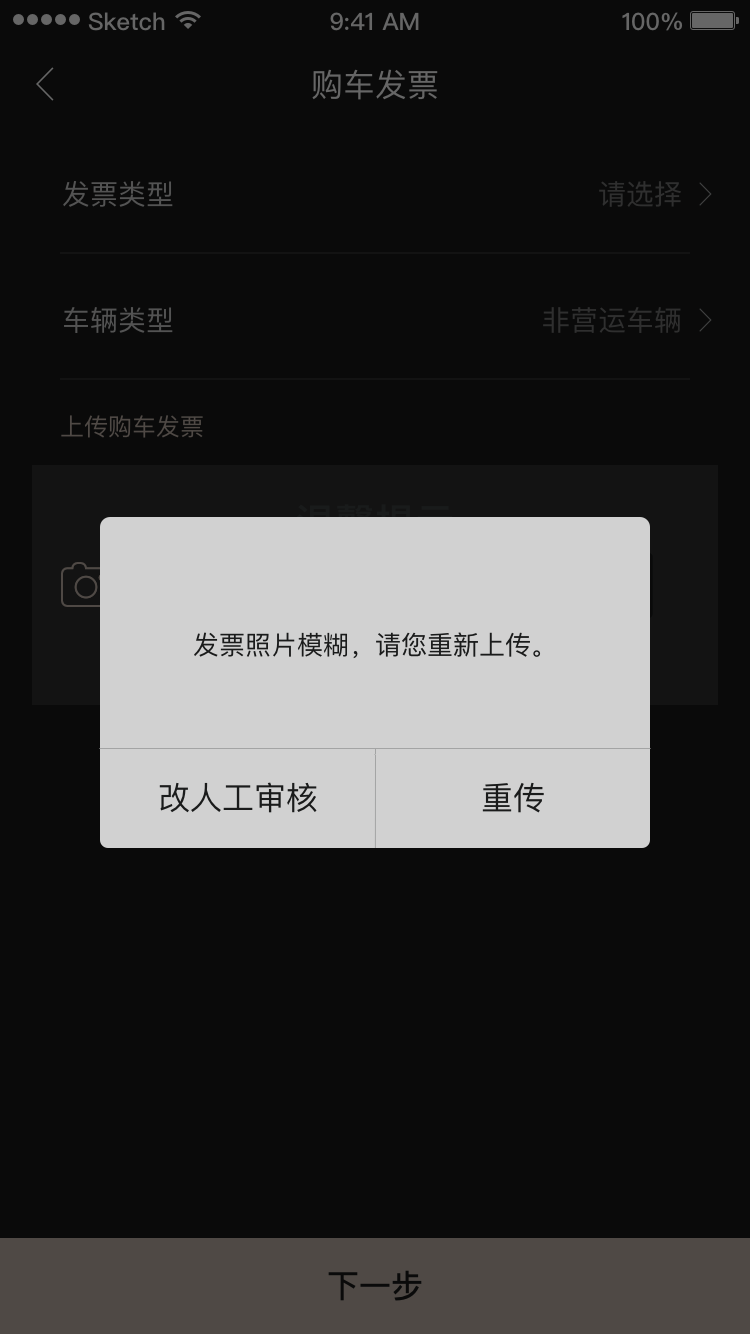 Sketch 9:41 AM 100%
购车发票
发票类型 请选择
车辆类型 非营运车辆
上传购车发票
发票照片模糊，请您重新上传。
改人工审核 重传
下一步